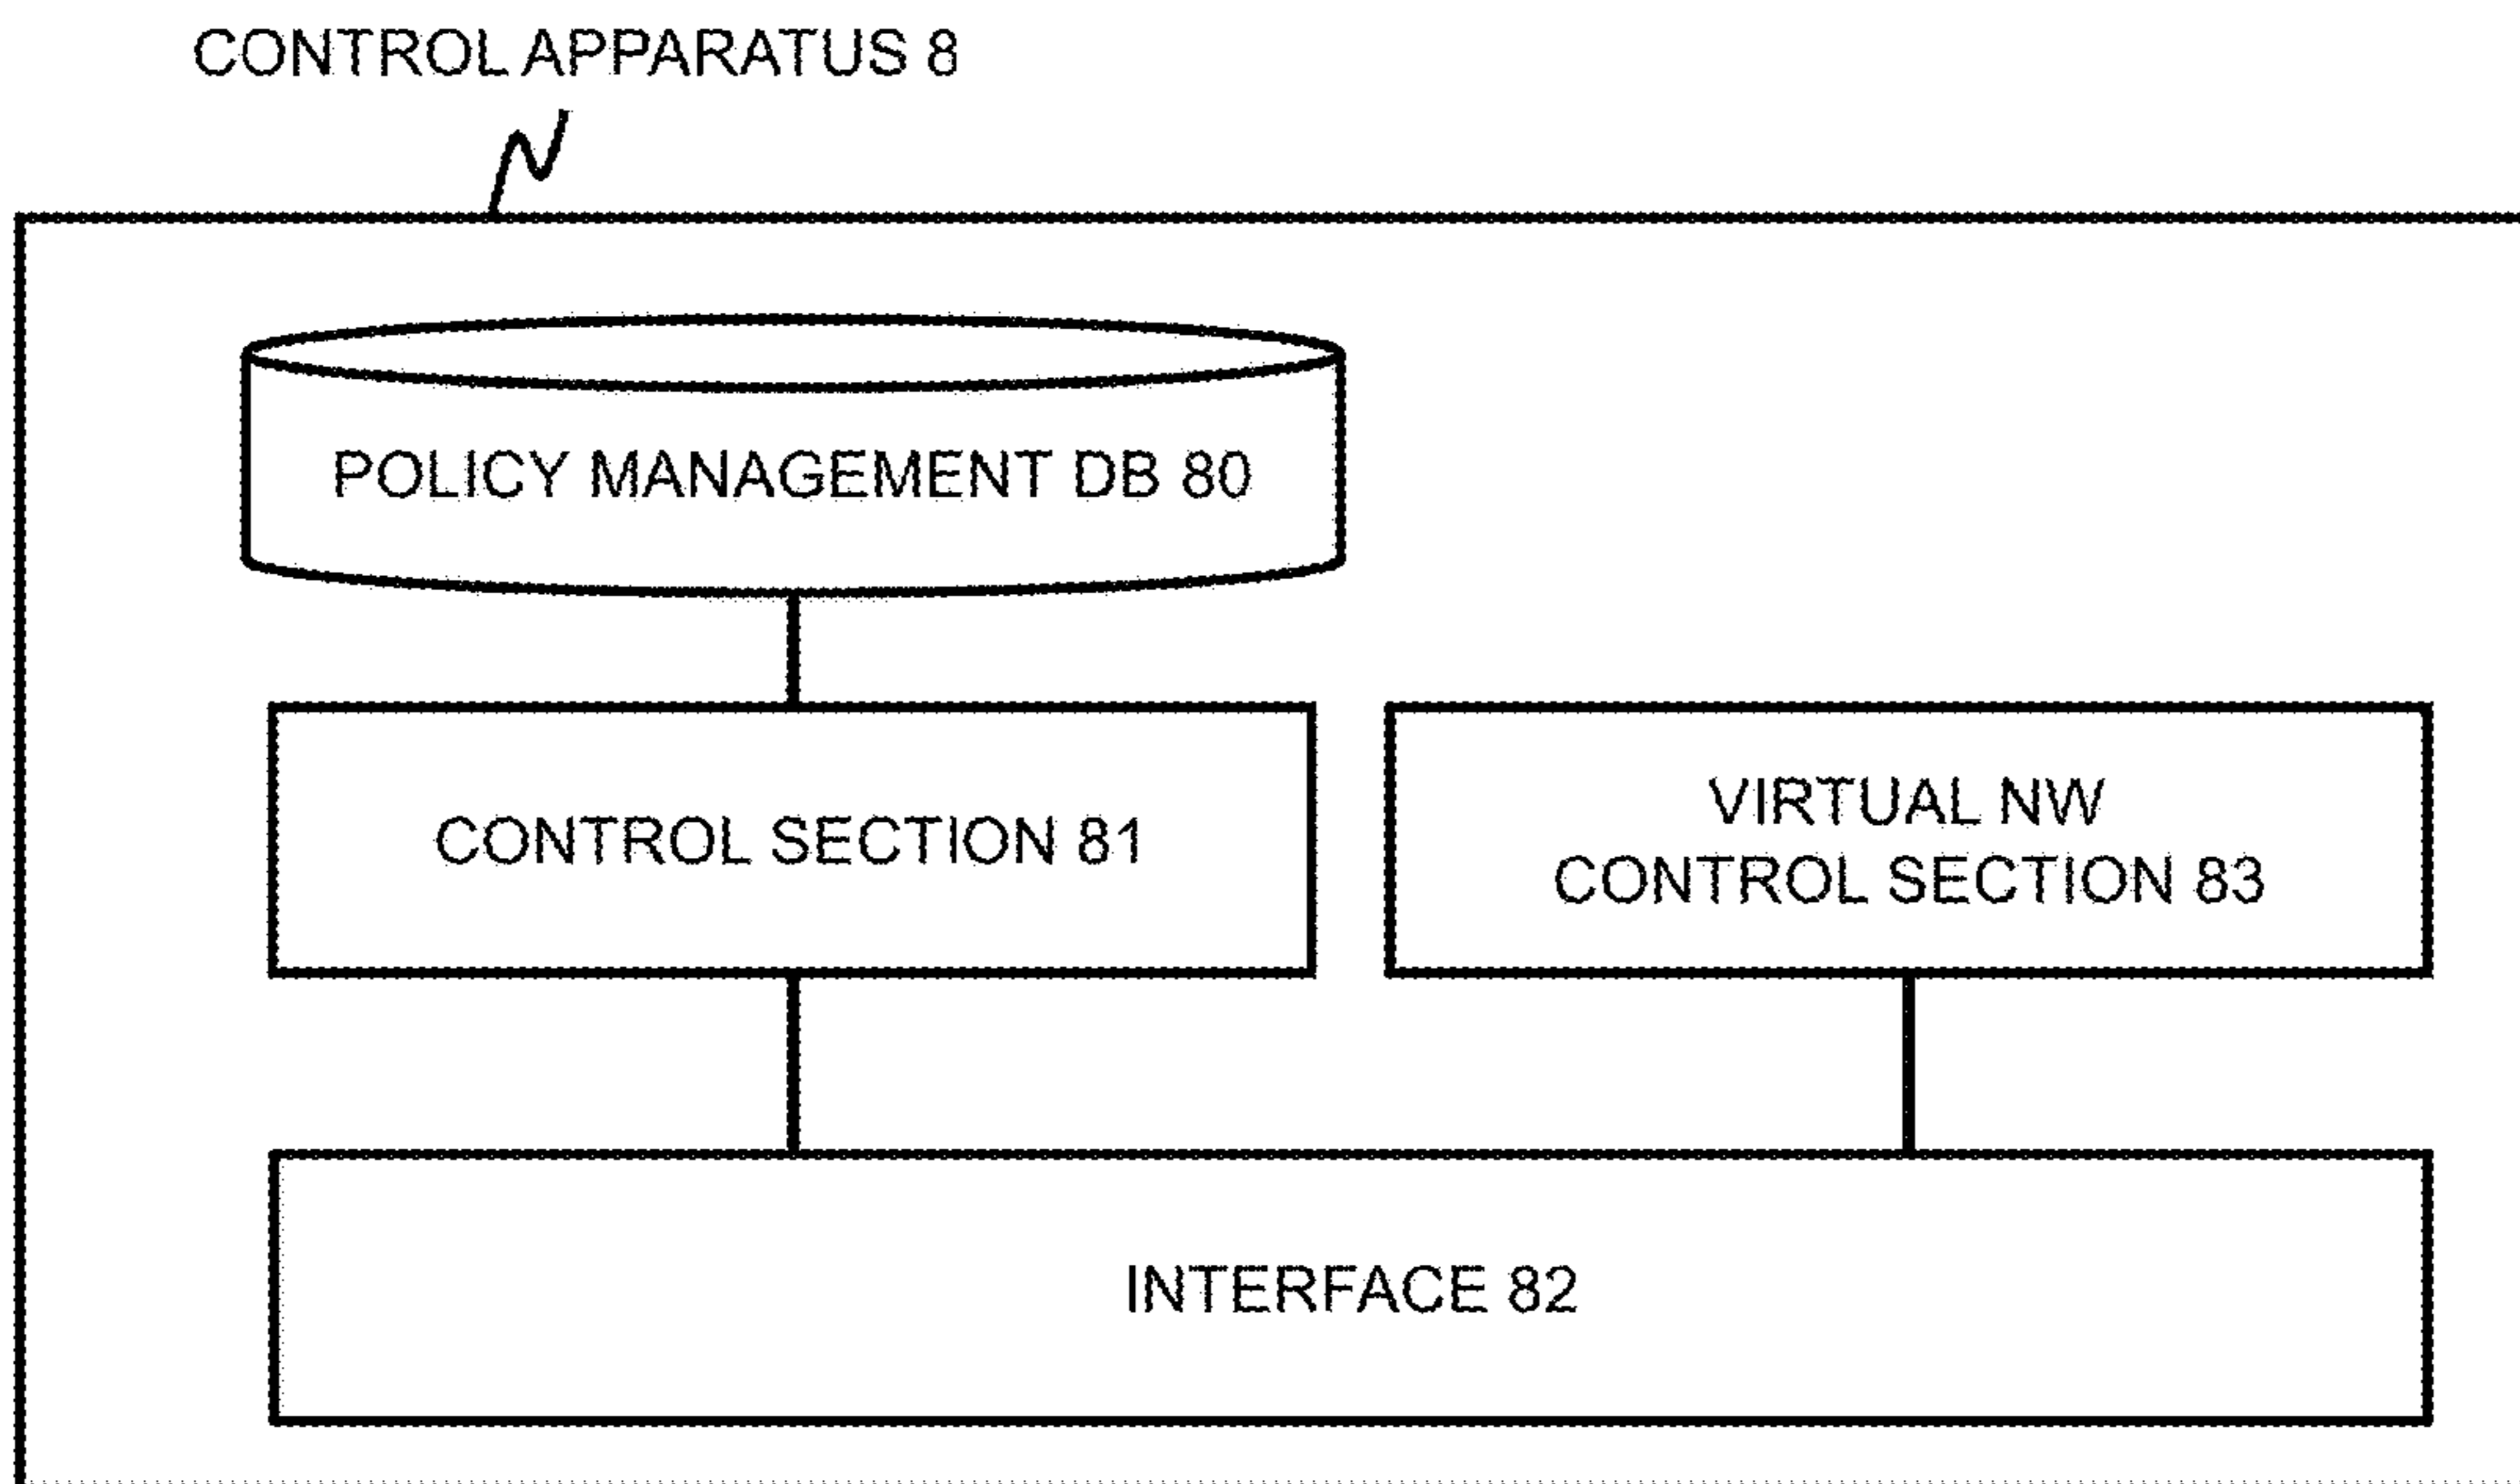 CONTROL APPARATUS 8
POLICY MANAGEMENT DB 80
CONTROL SECTION 81
VIRTUAL NW
CONTROL SECTION 83
INTERFACE 82